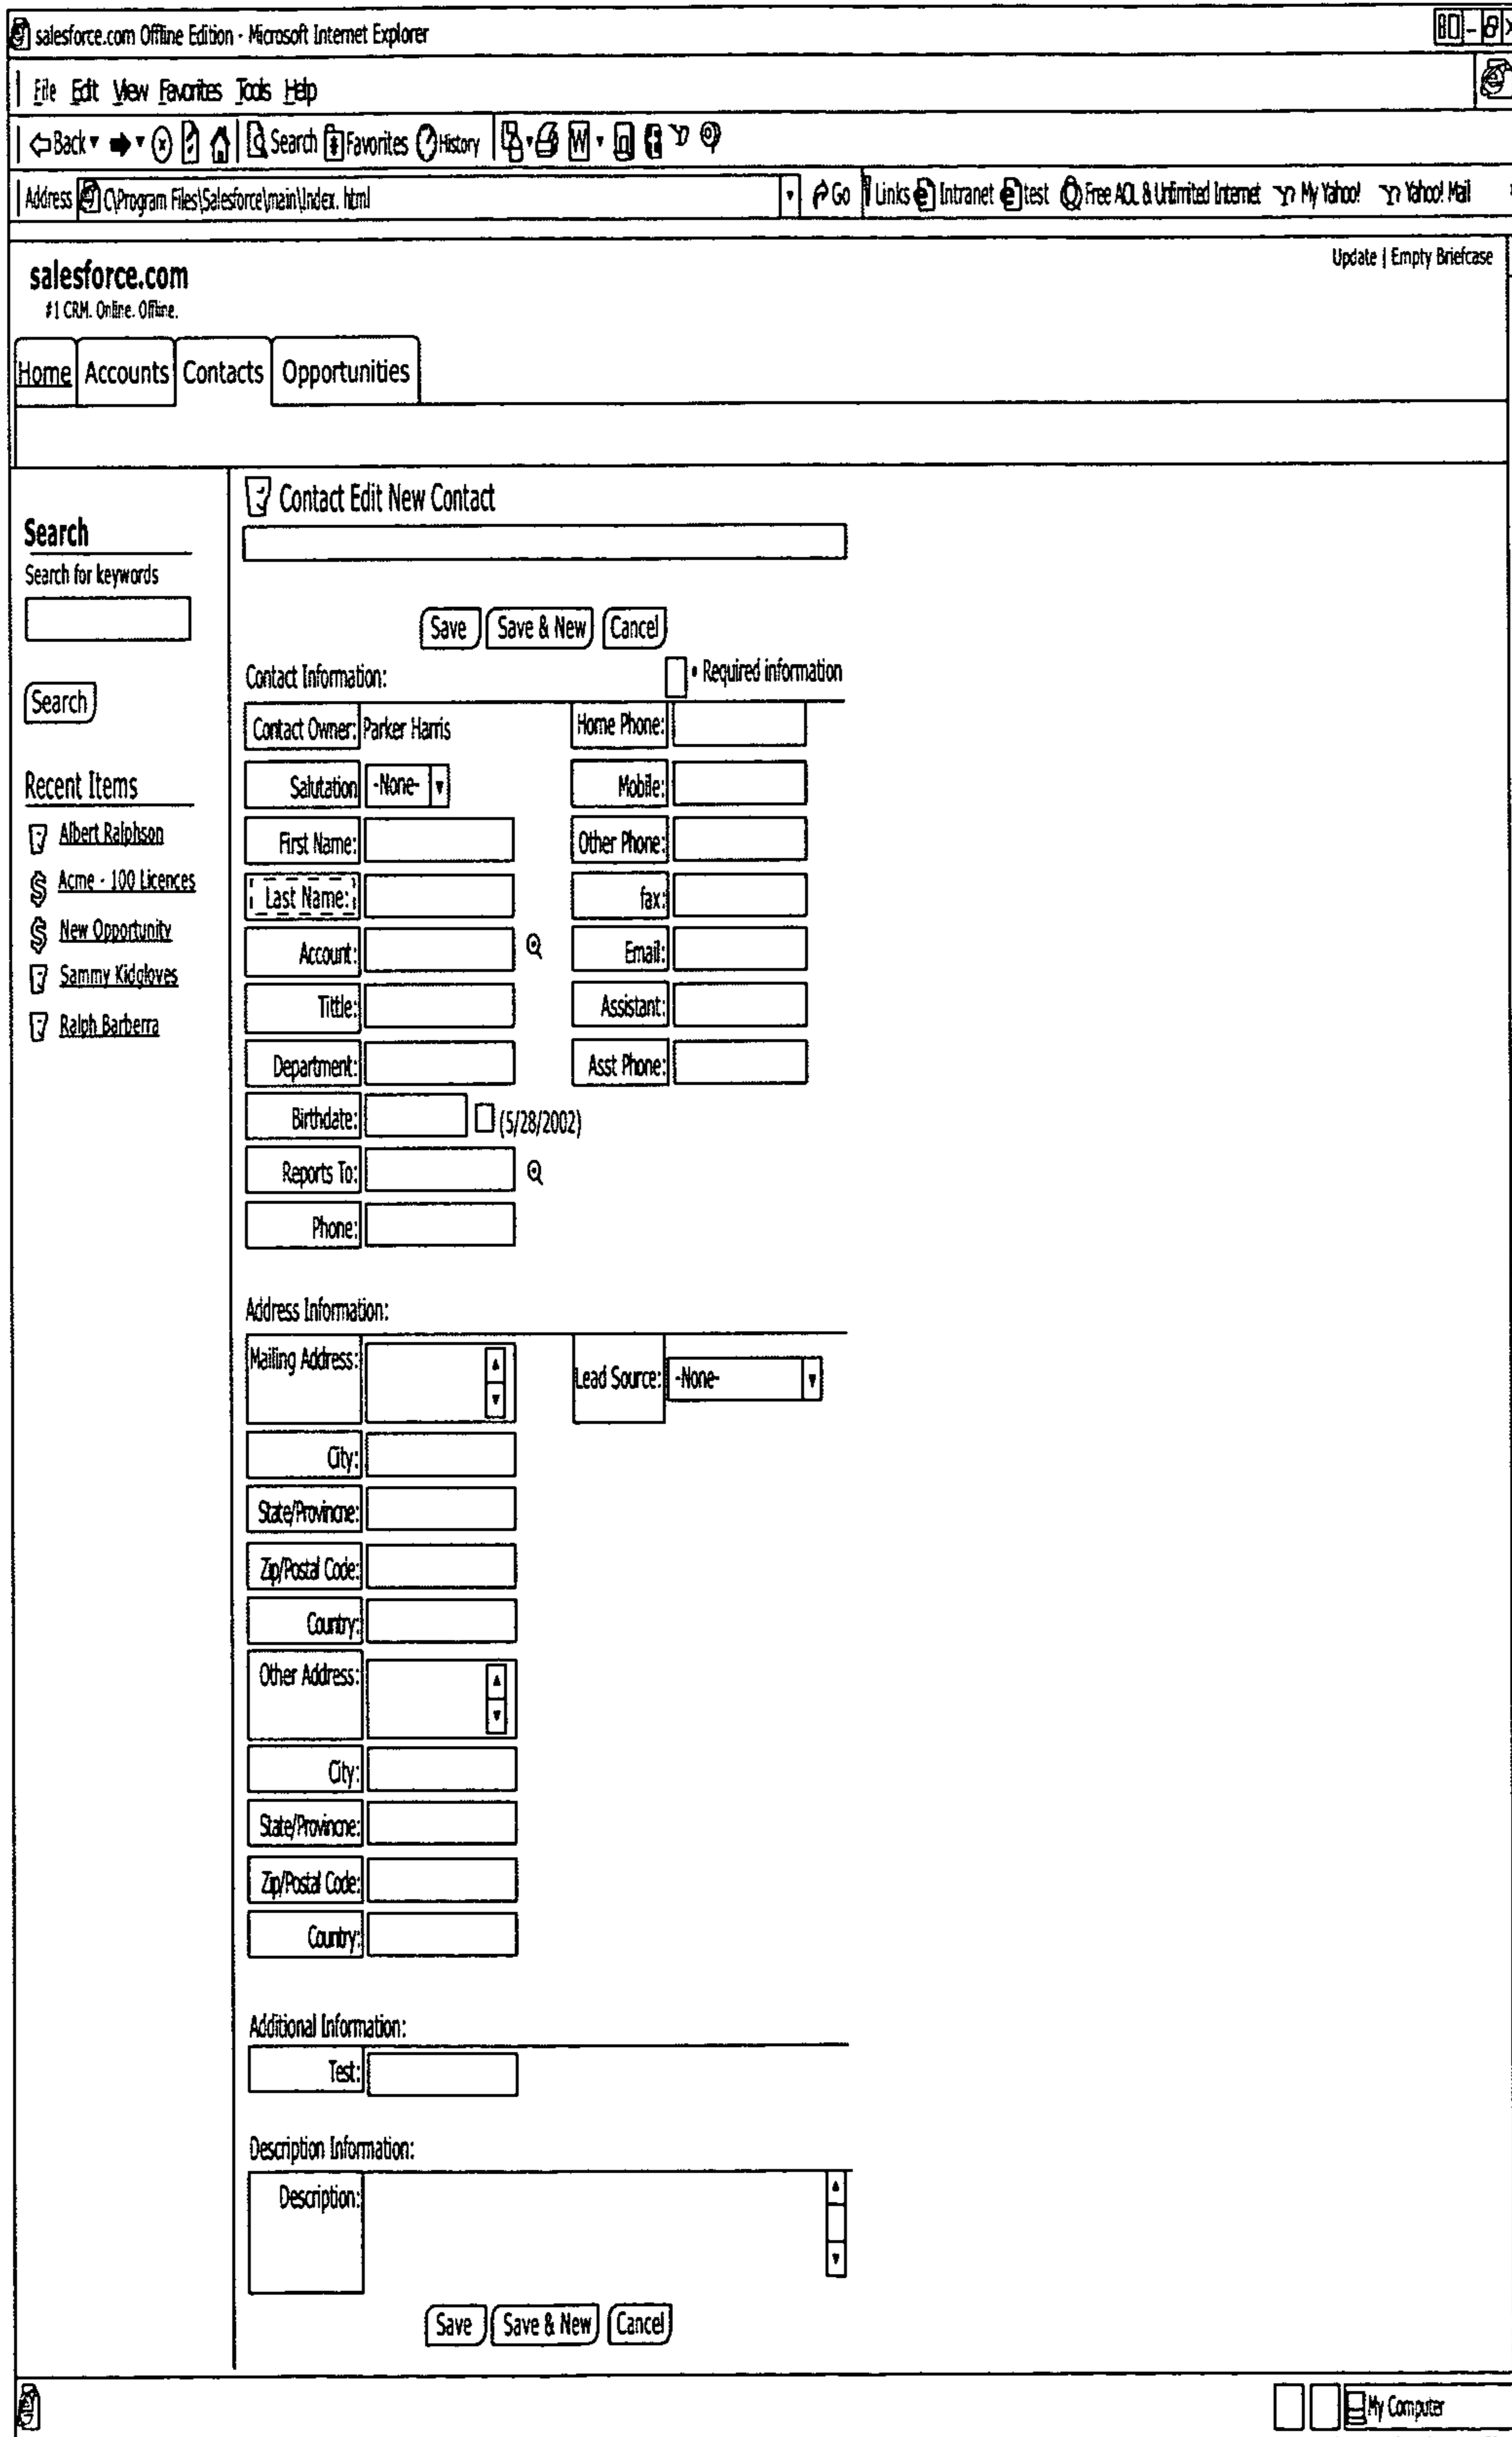 salesforce.com Offline Edition - Microsoft Internet Explorer
File Edit View Favorites Tools Help
Back Search Favorites History W
Address C\Program Files\Salesforce\main\Index. html Go Links Intranet test Free AOL & Unlimited Internet My Yahoo! Yahoo! Mail
Update | Empty Briefcase
salesforce.com
#1 CRM. Online. Offline.
Home Accounts Contacts Opportunities
Contact Edit New Contact
Search
Search for keywords
Search
Recent Items
Albert Ralphson
Acme - 100 Licences
New Opportunity
Sammy Kidgloves
Ralph Barberra
Save Save & New Cancel
Contact Information: • Required information
Contact Owner: Parker Harris Home Phone:
Salutation -None- Mobile:
First Name: Other Phone:
Last Name: fax:
Account: Email:
Tittle: Assistant:
Department: Asst Phone:
Birthdate: (5/28/2002)
Reports To:
Phone:
Address Information:
Mailing Address: Lead Source: -None-
City:
State/Provincne:
Zip/Postal Code:
Country:
Other Address:
City:
State/Provincne:
Zip/Postal Code:
Country:
Additional Information:
Test:
Description Information:
Description:
Save Save & New Cancel
My Computer